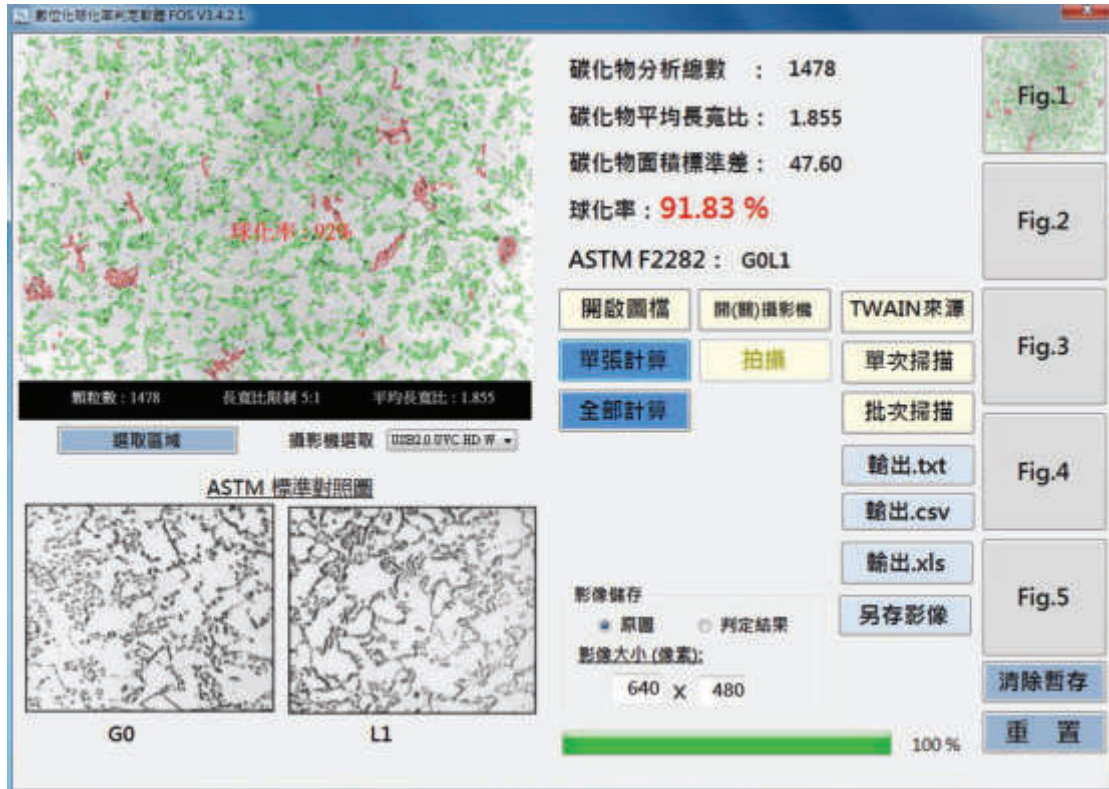 數位化球化率判定軟體 FOS V3.4.2.1
碳化物分析總數 : 1478
碳化物平均長寬比: 1.855
碳化物面積標準差: 47.60
球化率:91.83 %
ASTM F2282: G0L1
球化率:92%
顆粒數:1478 長寬比限制 5:1 平均長寬比:1.855
選取區域 攝影機選取 USB2.0 UVC HD W
ASTM 標準對照圖
G0 L1
開啟圖檔 開(關)攝影機 TWAIN來源
單張計算 拍攝 單次掃描
全部計算 批次掃描
輸出.txt
輸出.csv
輸出.xls
另存影像
影像儲存
原圖 判定結果
影像大小 (像素):
640 x 480
100 %
Fig.1
Fig.2
Fig.3
Fig.4
Fig.5
清除暫存
重 置